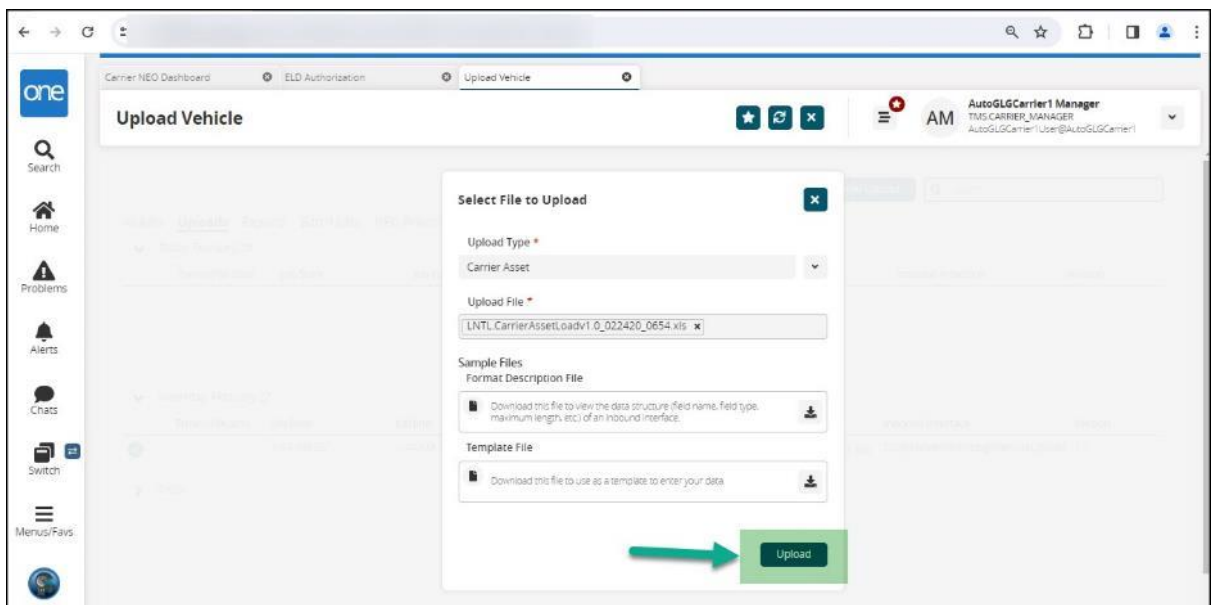 Carrier NEO Dashboard
ELD Authorization
Upload Vehicle
one
Upload Vehicle
AM
AutoGLGCarrier1 Manager
TMS.CARRIER_MANAGER
AutoGLGCarrier1User@AutoGLGCarrier1
Search
Home
Problems
Alerts
Chats
Switch
Menus/Favs
Select File to Upload
Upload Type *
Carrier Asset
Upload File *
LNTL.CarrierAssetLoadv1.0_022420_0654.xls x
Sample Files
Format Description File
Download this file to view the data structure (field name, field type,
maximum length, etc.) of an inbound interface.
Template File
Download this file to use as a template to enter your data
Upload